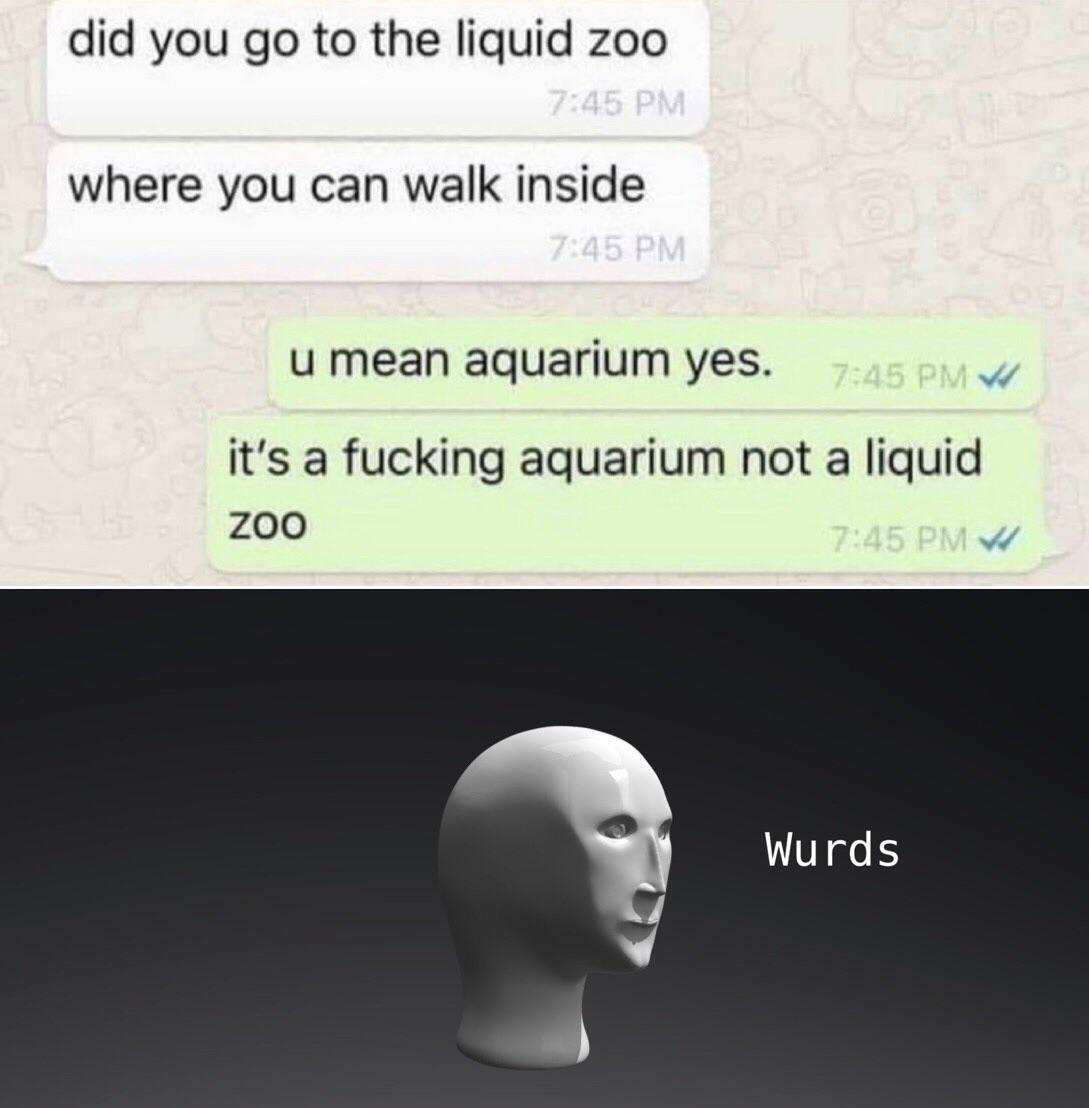 did you go to the liquid zoo
7:45 PM
where you can walk inside
7:45 PM
u mean aquarium yes. 7:45 PM
it's a fucking aquarium not a liquid
zoo 7:45 PM
Wurds